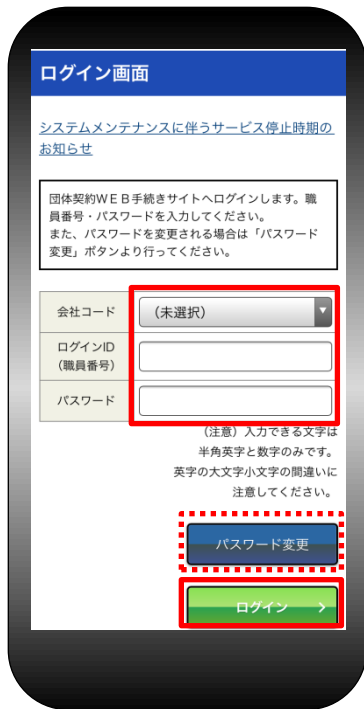 ログイン画面
システムメンテナンスに伴うサービス停止時期の
お知らせ
団体契約WEB手続きサイトへログインします。職
員番号・パスワードを入力してください。
また、パスワードを変更される場合は「パスワード
変更」ボタンより行ってください。
会社コード
(未選択)
ログインID
(職員番号)
パスワード
(注意)入力できる文字は
半角英字と数字のみです。
英字の大文字小文字の間違いに
注意してください。
パスワード変更
ログイン